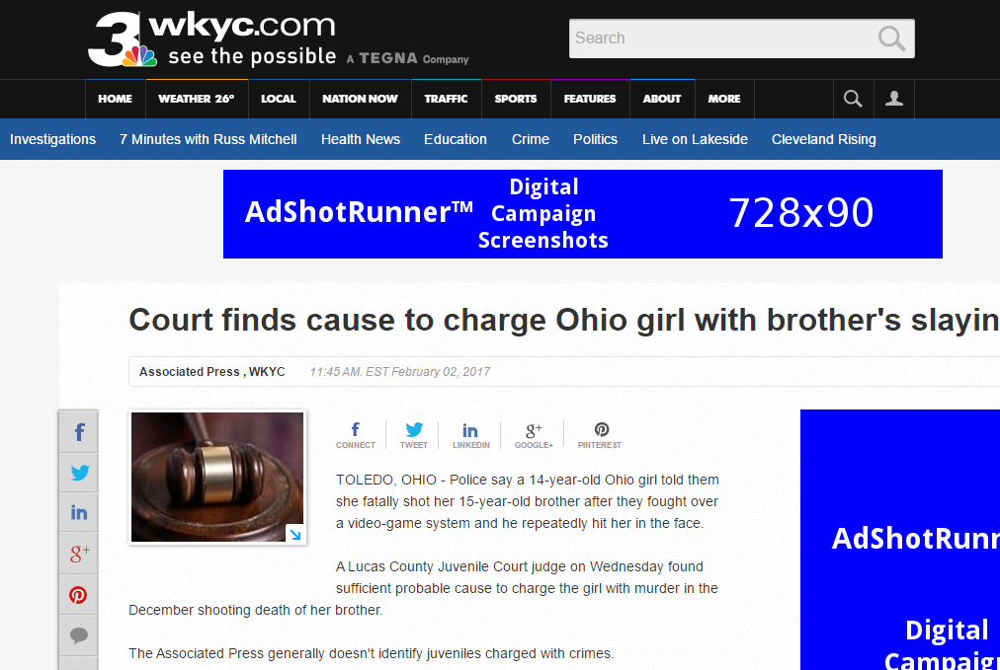 3 wkyc.com
see the possible A TEGNA Company
Search
HOME WEATHER 26° LOCAL NATION NOW TRAFFIC SPORTS FEATURES ABOUT MORE
Investigations 7 Minutes with Russ Mitchell Health News Education Crime Politics Live on Lakeside Cleveland Rising
AdShotRunner™ Digital Campaign Screenshots 728x90
Court finds cause to charge Ohio girl with brother's slayin
Associated Press , WKYC 11:45 AM. EST February 02, 2017
f
in
g+
f
in
g+
CONNECT TWEET LINKEDIN GOOGLE+ PINTEREST
TOLEDO, OHIO - Police say a 14-year-old Ohio girl told them
she fatally shot her 15-year-old brother after they fought over
a video-game system and he repeatedly hit her in the face.
A Lucas County Juvenile Court judge on Wednesday found
sufficient probable cause to charge the girl with murder in the
December shooting death of her brother.
The Associated Press generally doesn't identify juveniles charged with crimes.
AdShotRunn
Digital
Campaign